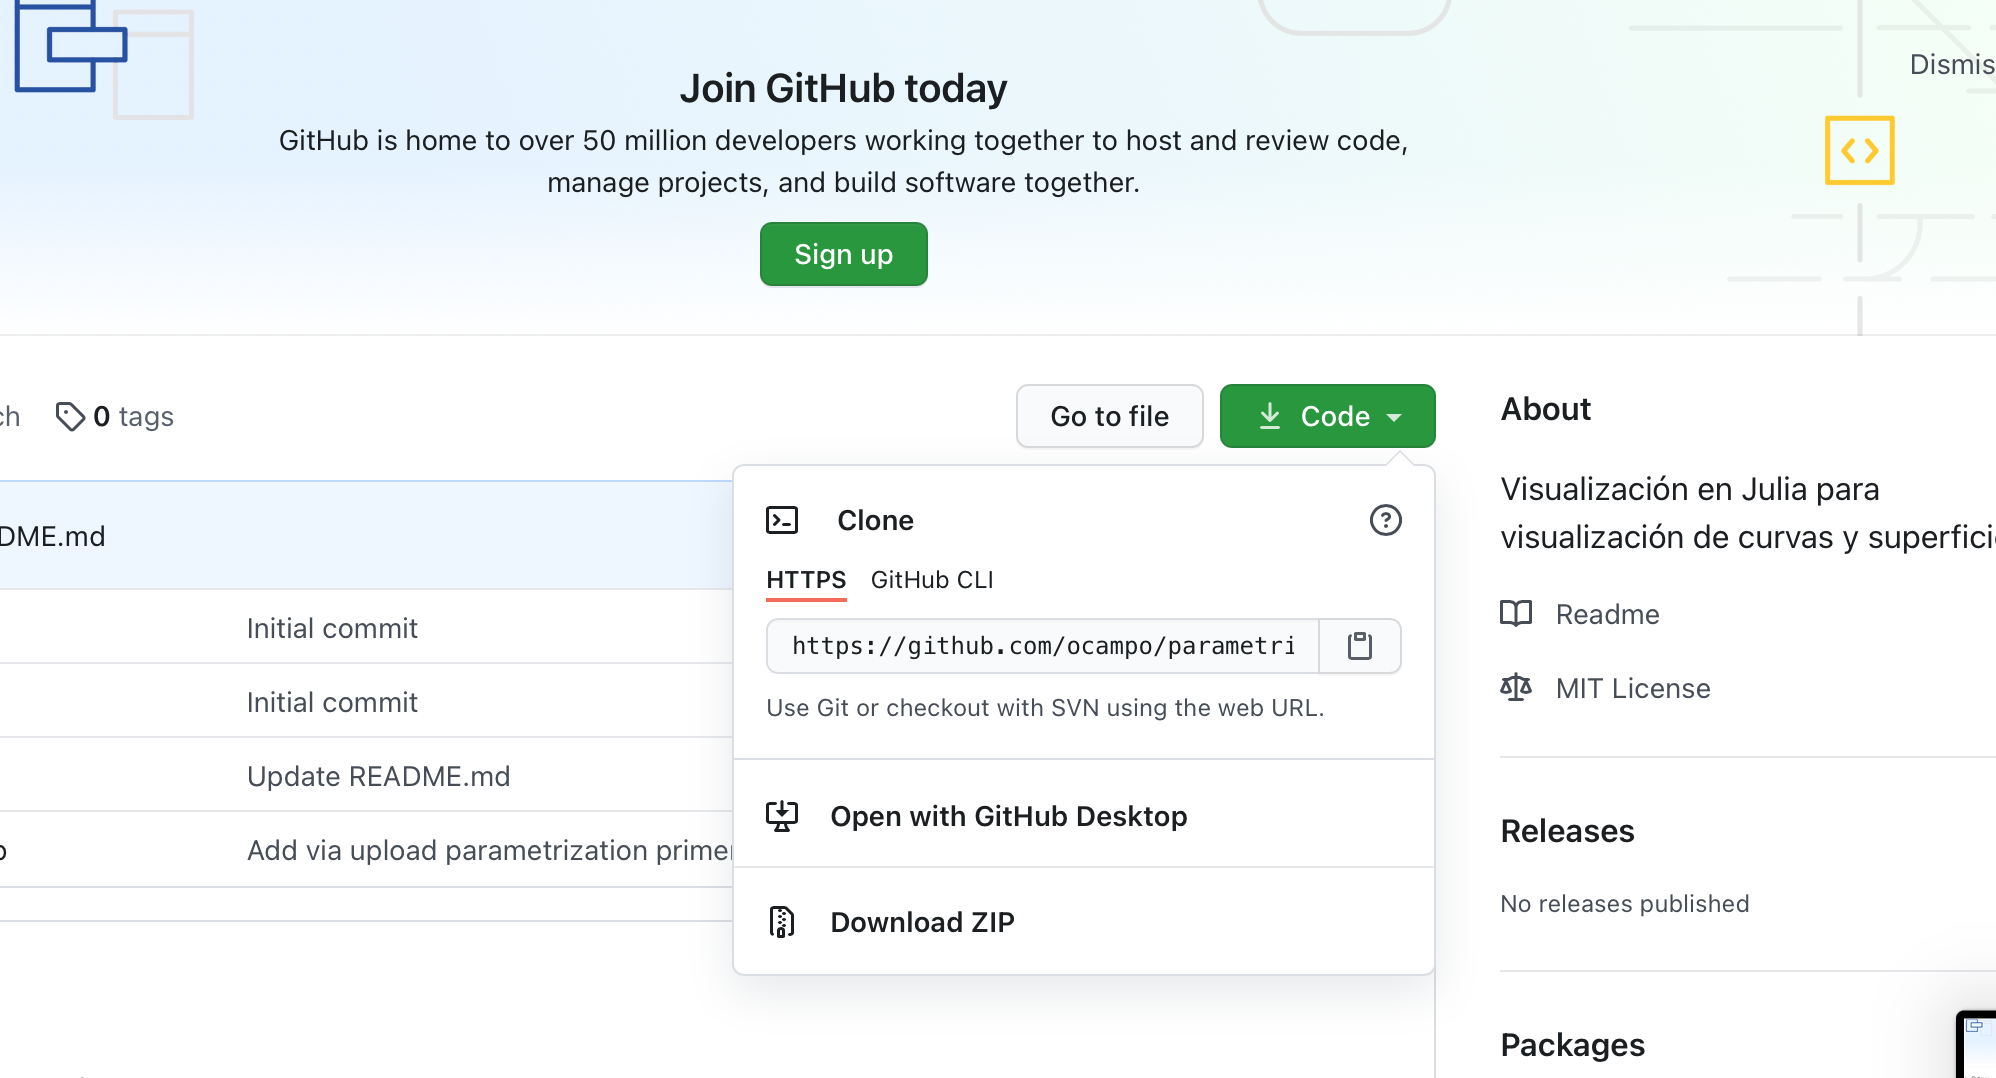 Join GitHub today
Dismis
GitHub is home to over 50 million developers working together to host and review code,
manage projects, and build software together.
Sign up
ch
0 tags
Go to file
Code
About
Visualización en Julia para
visualización de curvas y superfici
DME.md
Clone
HTTPS GitHub CLI
https://github.com/ocampo/parametri
Use Git or checkout with SVN using the web URL.
Initial commit
Initial commit
Update README.md
Add via upload parametrization primer
Open with GitHub Desktop
Download ZIP
Readme
MIT License
Releases
No releases published
Packages